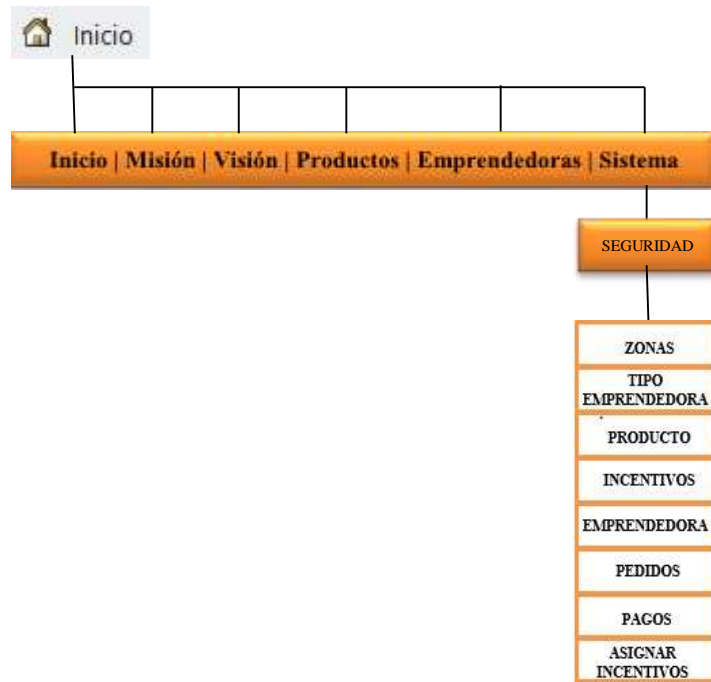 Inicio
Inicio | Misión | Visión | Productos | Emprendedoras | Sistema
SEGURIDAD
ZONAS
TIPO
EMPRENDEDORA
PRODUCTO
INCENTIVOS
EMPRENDEDORA
PEDIDOS
PAGOS
ASIGNAR
INCENTIVOS